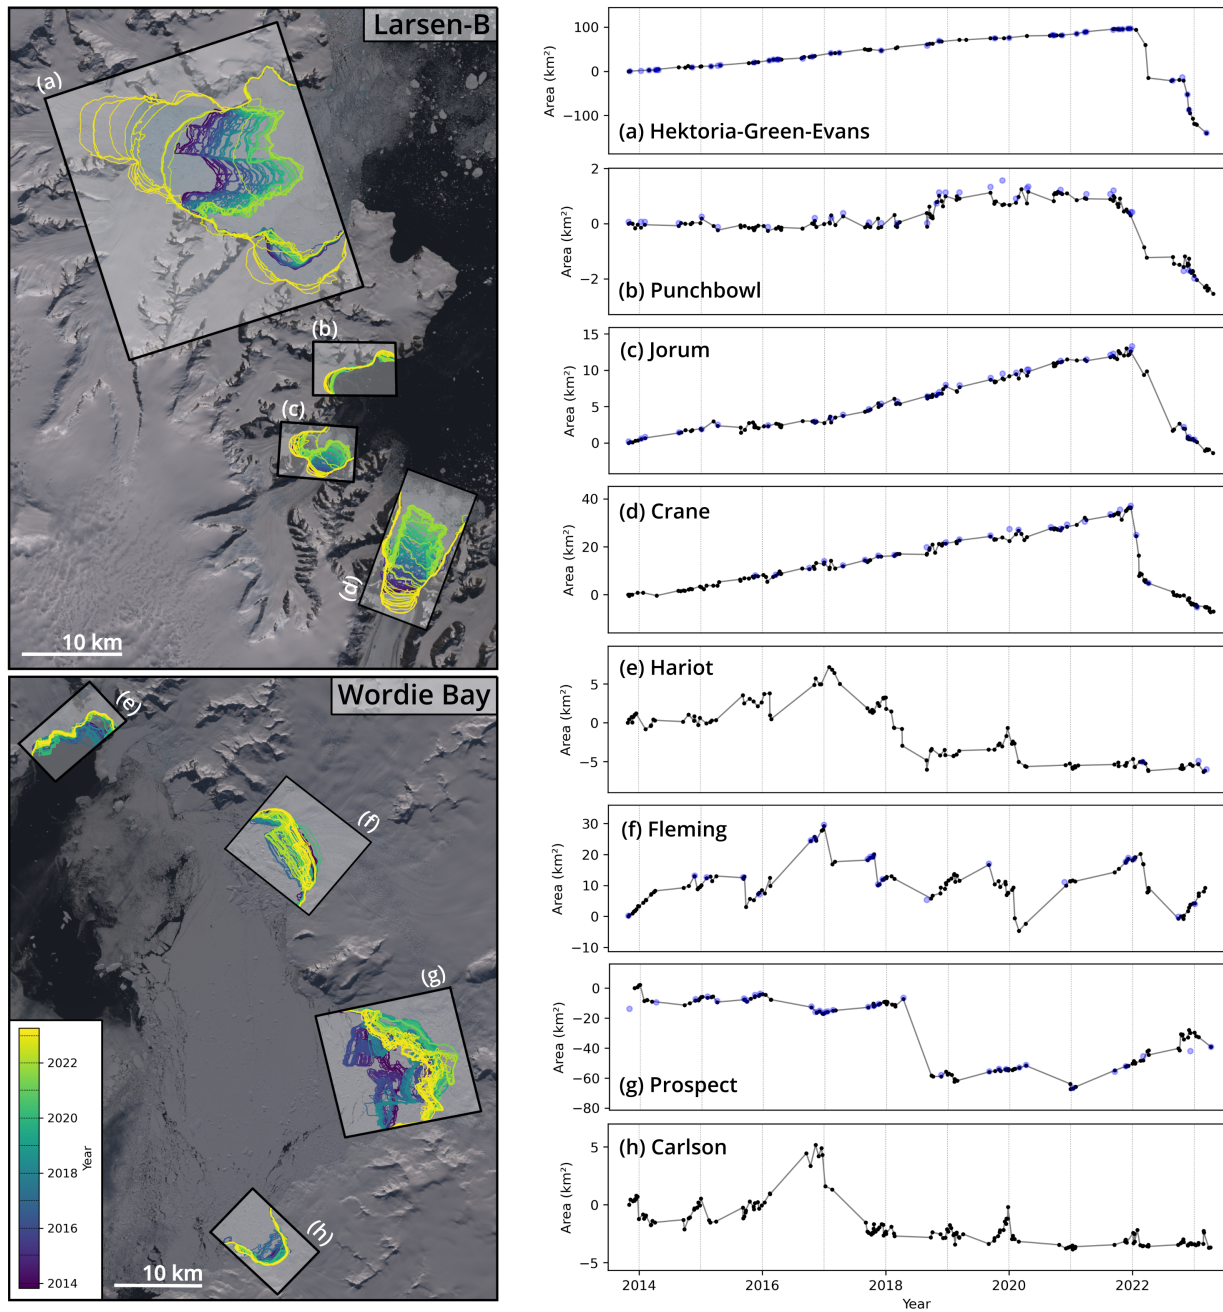 Larsen-B
(a)
(b)
(c)
(d)
10 km
Wordie Bay
(e)
(f)
(g)
(h)
2022
2020
2018
2016
2014
Year
10 km
100
0
−100
Area (km²)
(a) Hektoria-Green-Evans
2
0
−2
Area (km²)
(b) Punchbowl
15
10
5
0
Area (km²)
(c) Jorum
40
20
0
Area (km²)
(d) Crane
5
0
−5
Area (km²)
(e) Hariot
30
20
10
0
−10
Area (km²)
(f) Fleming
0
−20
−40
−60
−80
Area (km²)
(g) Prospect
5
0
−5
Area (km²)
(h) Carlson
2014 2016 2018 2020 2022
Year